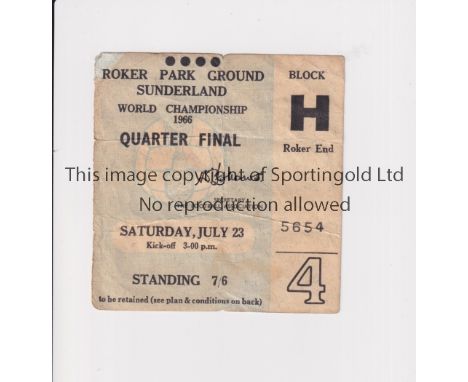 ROKER PARK GROUND
SUNDERLAND
WORLD CHAMPIONSHIP
1966
QUARTER FINAL
This image copyright of Sportingold Ltd
No reproduction allowed
SATURDAY, JULY 23
Kick-off 3-00 p.m.
STANDING 7/6
to be retained (see plan & conditions on back)
BLOCK
H
Roker End
5654
4